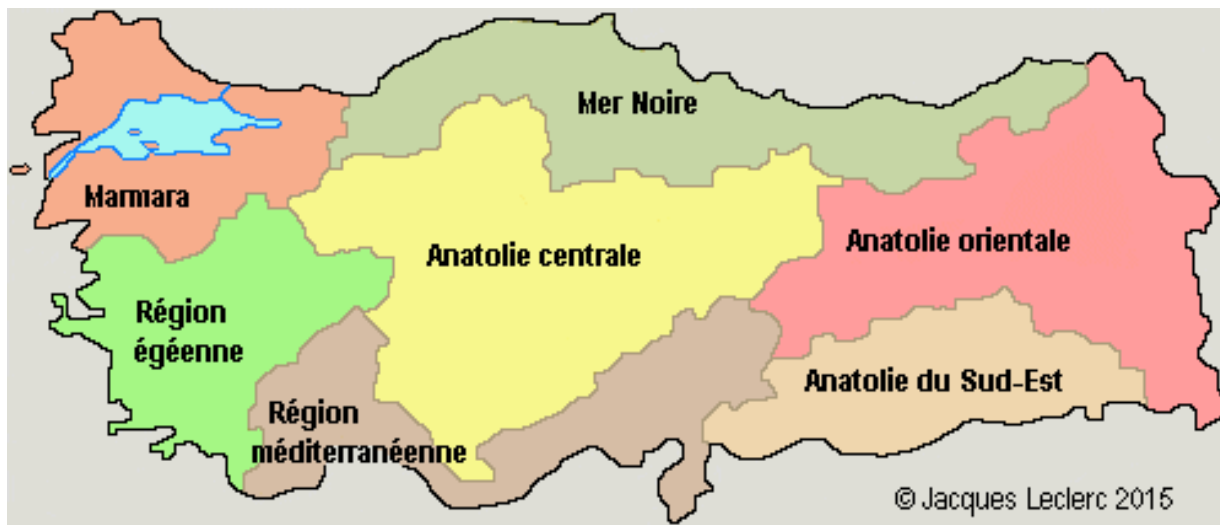 Mer Noire
Marmara
Anatolie centrale
Anatolie orientale
Région
égéenne
Anatolie du Sud-Est
Région
méditerranéenne
© Jacques Leclerc 2015